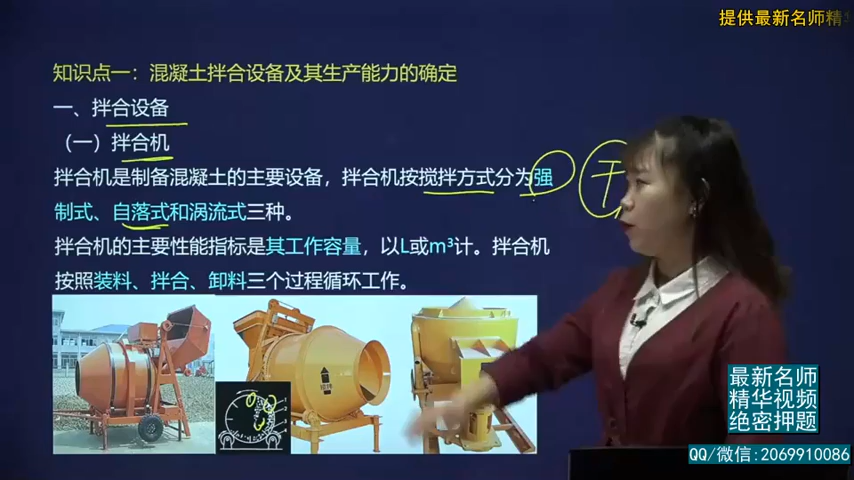 提供最新名师精
知识点一：混凝土拌合设备及其生产能力的确定
一、拌合设备
（一）拌合机
拌合机是制备混凝土的主要设备，拌合机按搅拌方式分为强
制式、自落式和涡流式三种。
拌合机的主要性能指标是其工作容量，以L或m³计。拌合机
按照装料、拌合、卸料三个过程循环工作。
最新名师
精华视频
绝密押题
QQ/微信:2069910086